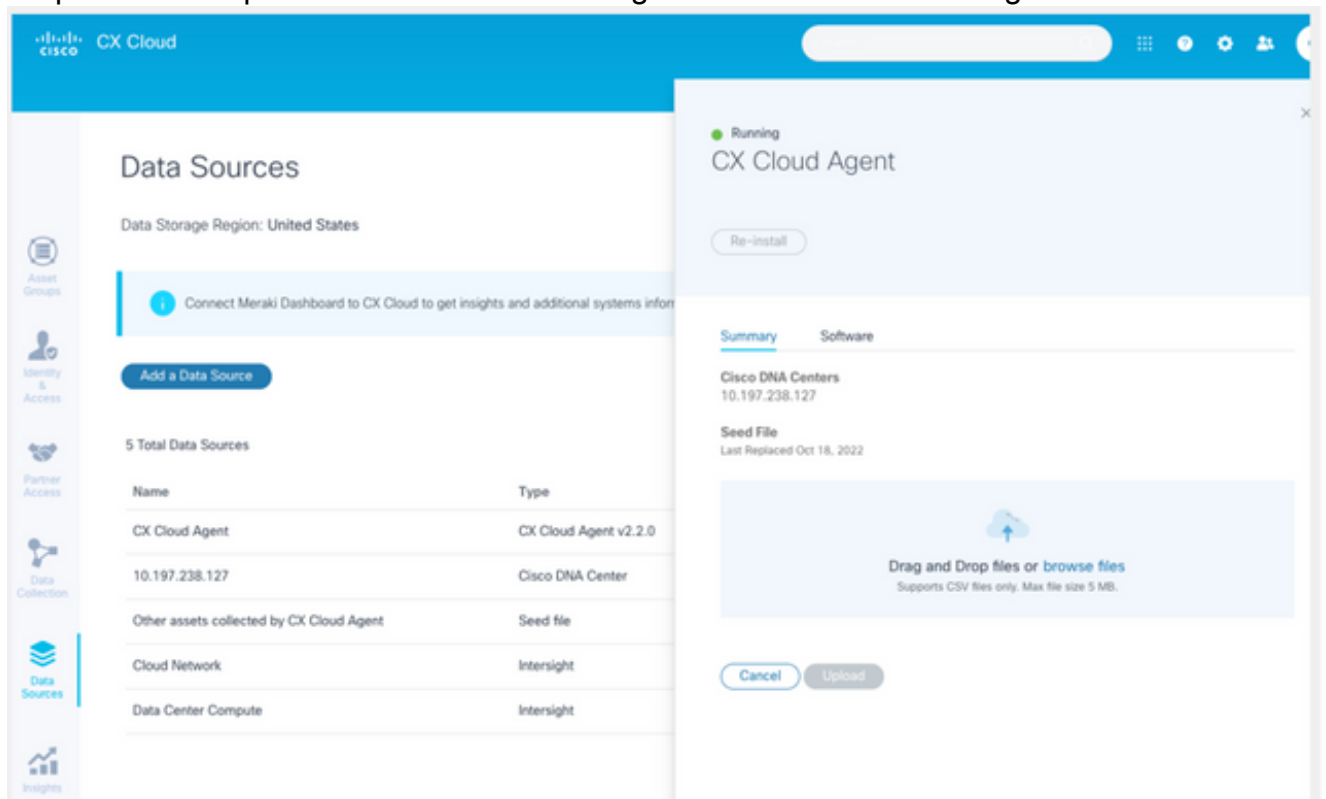 cisco CX Cloud
Data Sources
Data Storage Region: United States
Connect Meraki Dashboard to CX Cloud to get insights and additional systems infor
Add a Data Source
5 Total Data Sources
Name Type
CX Cloud Agent CX Cloud Agent v2.2.0
10.197.238.127 Cisco DNA Center
Other assets collected by CX Cloud Agent Seed file
Cloud Network Intersight
Data Center Compute Intersight
Asset
Groups
Identity
&
Access
Partner
Access
Data
Collection
Data
Sources
Insights
Running
CX Cloud Agent
Re-install
Summary Software
Cisco DNA Centers
10.197.238.127
Seed File
Last Replaced Oct 18, 2022
Drag and Drop files or browse files
Supports CSV files only. Max file size 5 MB.
Cancel Upload